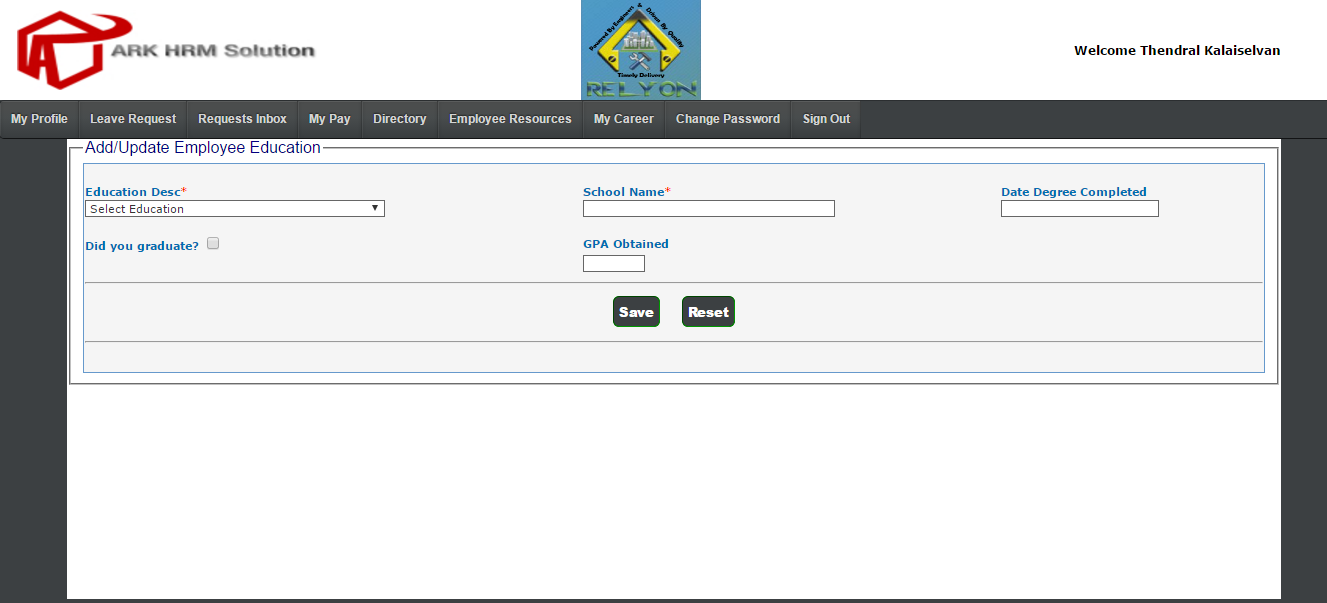 ARK HRM Solution
Powered By Engineers & Driven By Quality
Timely Delivery
RELYON
Welcome Thendral Kalaiselvan
My Profile Leave Request Requests Inbox My Pay Directory Employee Resources My Career Change Password Sign Out
Add/Update Employee Education
Education Desc* School Name* Date Degree Completed
Select Education
Did you graduate? GPA Obtained
Save Reset